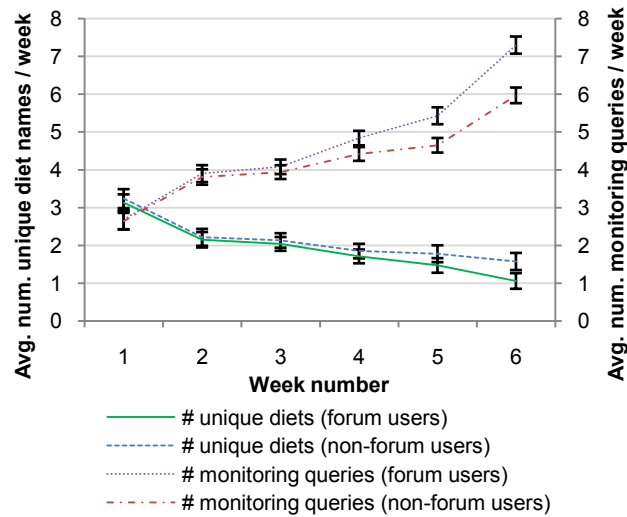 Avg. num. unique diet names / week
8
7
6
5
4
3
2
1
0
8
7
6
5
4
3
2
1
0
Avg. num. monitoring queries / week
1 2 3 4 5 6
Week number
# unique diets (forum users)
# unique diets (non-forum users)
# monitoring queries (forum users)
# monitoring queries (non-forum users)